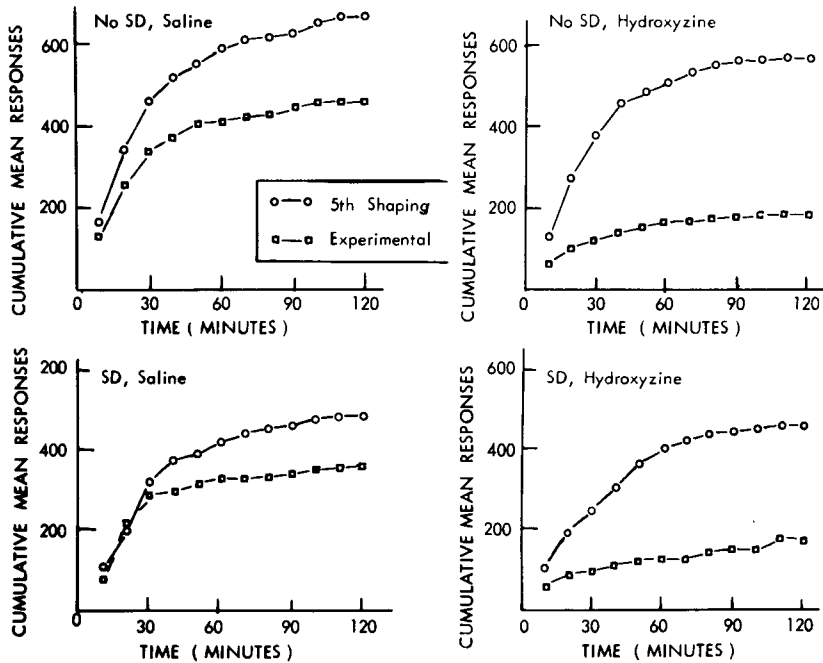 No SD, Saline
CUMULATIVE MEAN RESPONSES
600
400
200
0 30 60 90 120
TIME ( MINUTES )
5th Shaping
Experimental
No SD, Hydroxyzine
CUMULATIVE MEAN RESPONSES
600
400
200
0 30 60 90 120
TIME ( MINUTES )
SD, Saline
CUMULATIVE MEAN RESPONSES
200
400
200
0 30 60 90 120
TIME ( MINUTES )
SD, Hydroxyzine
CUMULATIVE MEAN RESPONSES
600
400
200
0 30 60 90 120
TIME ( MINUTES )